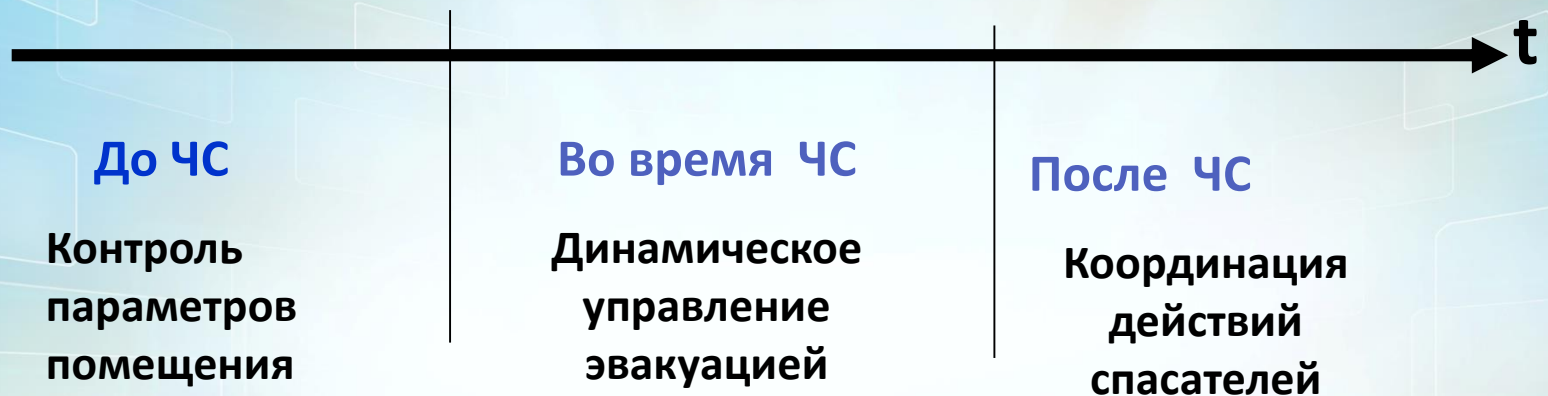 t
До ЧС
Контроль
параметров
помещения
Во время ЧС
Динамическое
управление
эвакуацией
После ЧС
Координация
действий
спасателей